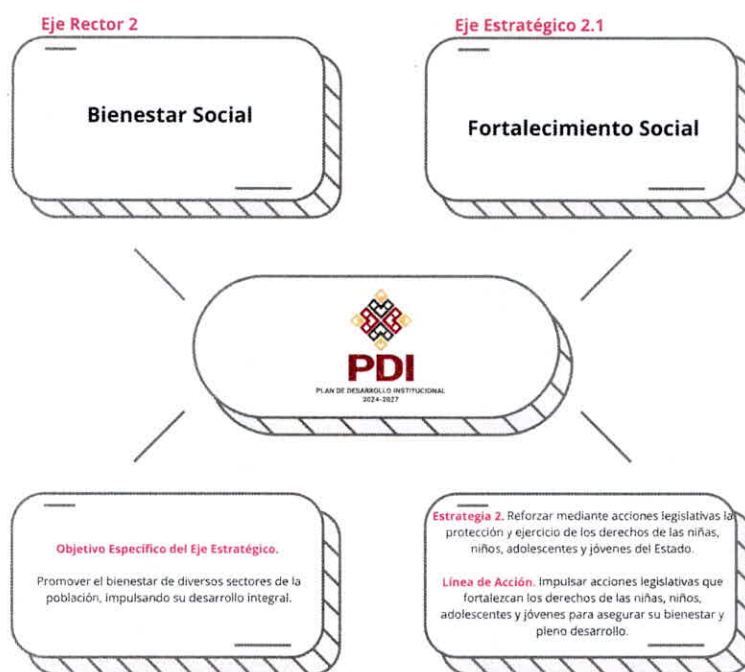 Eje Rector 2
Bienestar Social
Eje Estratégico 2.1
Fortalecimiento Social
PDI
PLAN DE DESARROLLO INSTITUCIONAL
2024-2027
Objetivo Específico del Eje Estratégico.
Promover el bienestar de diversos sectores de la
población, impulsando su desarrollo integral.
Estrategia 2. Reforzar mediante acciones legislativas la
protección y ejercicio de los derechos de las niñas,
niños, adolescentes y jóvenes del Estado.
Línea de Acción. Impulsar acciones legislativas que
fortalezcan los derechos de las niñas, niños,
adolescentes y jóvenes para asegurar su bienestar y
pleno desarrollo.